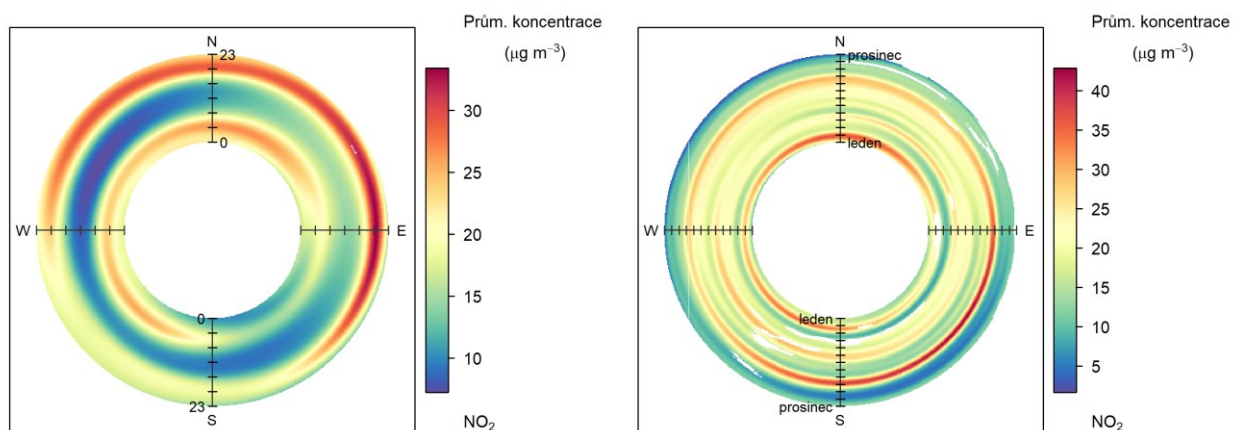 Prům. koncentrace
(µg m⁻³)
N
23
0
W
E
0
23
S
30
25
20
15
10
NO₂
Prům. koncentrace
(µg m⁻³)
N
prosinec
leden
W
E
leden
prosinec
S
40
35
30
25
20
15
10
5
NO₂